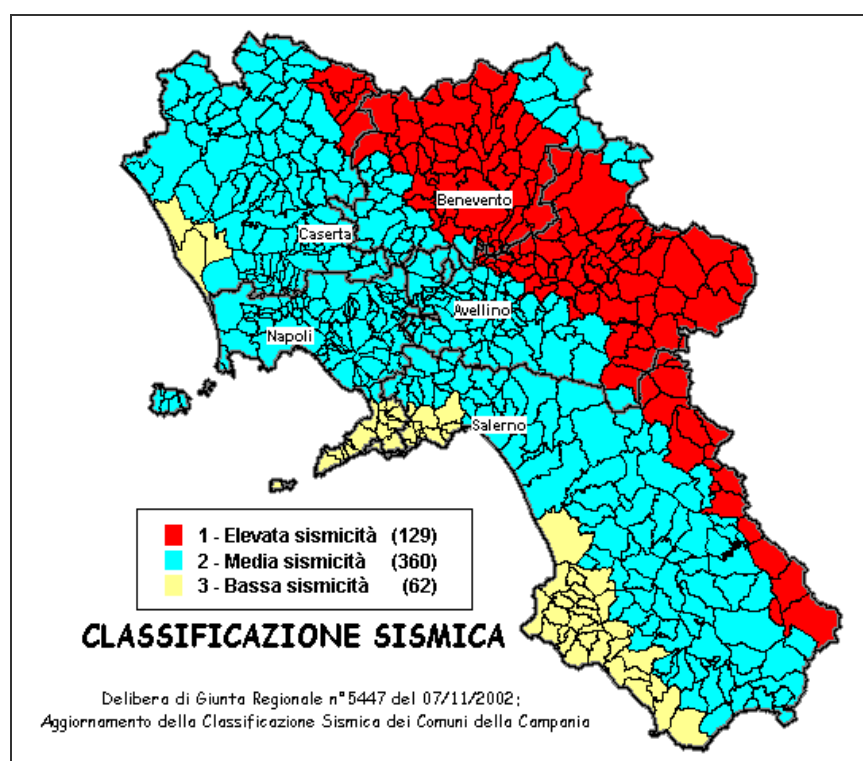 Benevento
Caserta
Avellino
Napoli
Salerno
1 - Elevata sismicità (129)
2 - Media sismicità (360)
3 - Bassa sismicità (62)
CLASSIFICAZIONE SISMICA
Delibera di Giunta Regionale n°5447 del 07/11/2002;
Aggiornamento della Classificazione Sismica dei Comuni della Campania